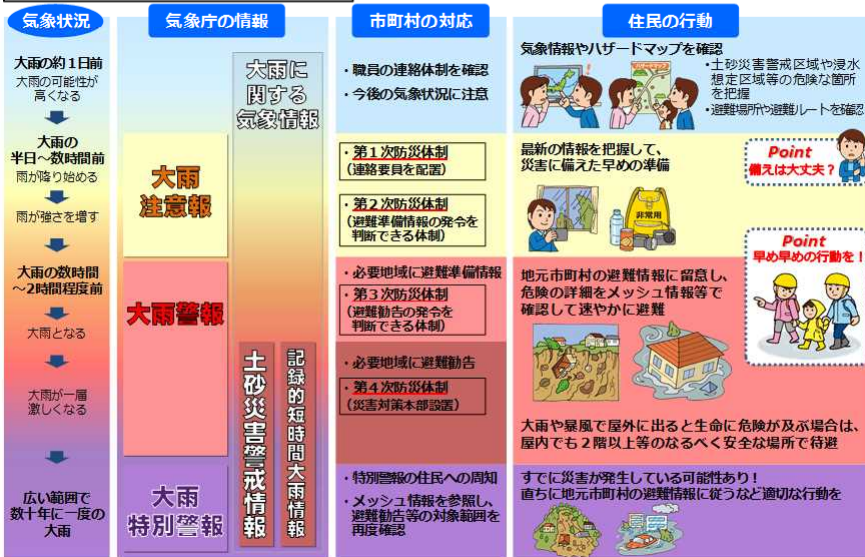 気象状況
気象庁の情報
市町村の対応
住民の行動
大雨の約１日前
大雨の可能性が
高くなる
大雨の
半日～数時間前
雨が降り始める
雨が強さを増す
大雨の数時間
～2時間程度前
大雨となる
大雨が一層
激しくなる
広い範囲で
数十年に一度の
大雨
大雨に
関する
気象情報
大雨
注意報
大雨警報
大雨
特別警報
土砂災害警戒情報
記録的短時間大雨情報
・職員の連絡体制を確認
・今後の気象状況に注意
・第１次防災体制
（連絡要員を配置）
・第２次防災体制
（避難準備情報の発令を
判断できる体制）
・必要地域に避難準備情報
・第３次防災体制
（避難勧告の発令を
判断できる体制）
・必要地域に避難勧告
・第４次防災体制
（災害対策本部設置）
・特別警報の住民への周知
・メッシュ情報を参照し、
避難勧告等の対象範囲を
再度確認
気象情報やハザードマップを確認
ハザードマップ
・土砂災害警戒区域や浸水
想定区域等の危険な箇所
を把握
・避難場所や避難ルートを確認
最新の情報を把握して、
災害に備えた早めの準備
非常用
Point
備えは大丈夫？
Point
早め早めの行動を！
地元市町村の避難情報に留意し、
危険の詳細をメッシュ情報等で
確認して速やかに避難
大雨や暴風で屋外に出ると生命に危険が及ぶ場合は、
屋内でも２階以上等のなるべく安全な場所で待避
すでに災害が発生している可能性あり！
直ちに地元市町村の避難情報に従うなど適切な行動を